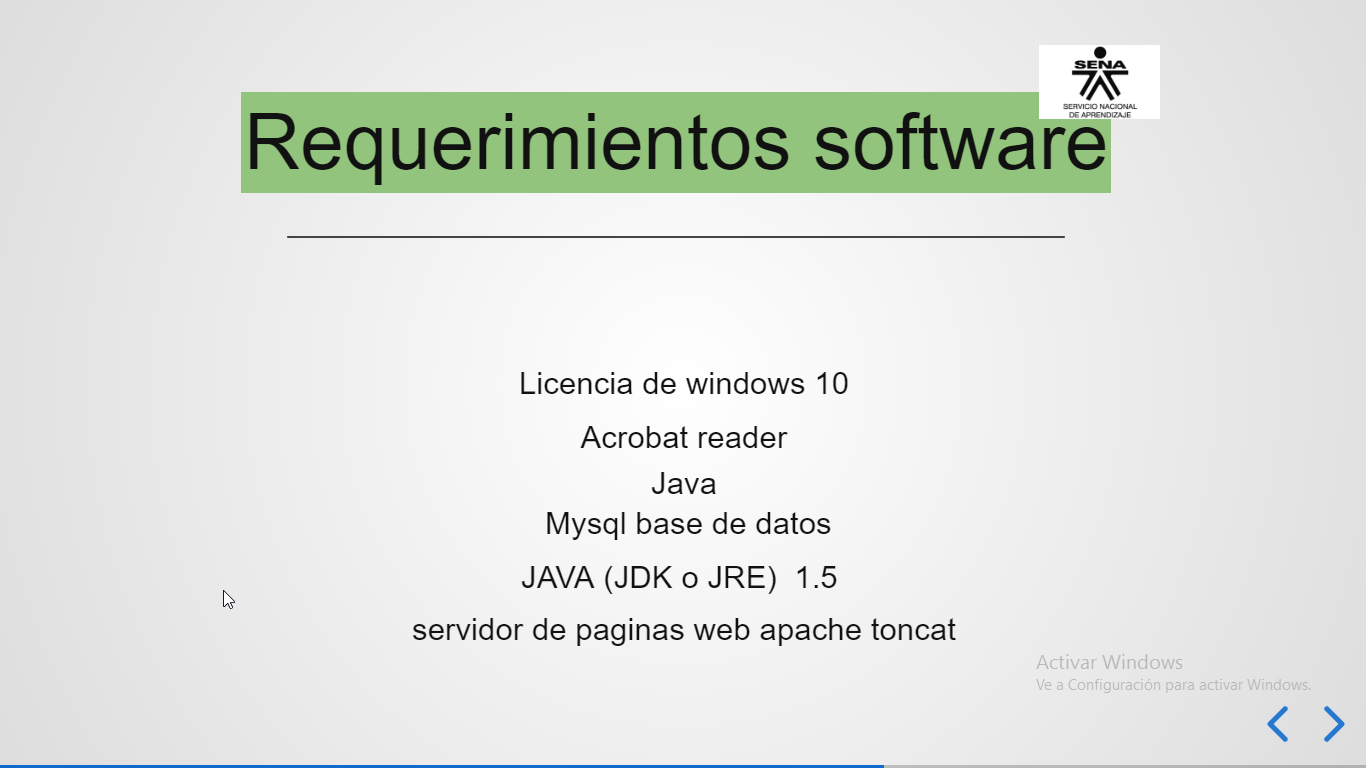 SENA
SERVICIO NACIONAL
DE APRENDIZAJE
Requerimientos software
Licencia de windows 10
Acrobat reader
Java
Mysql base de datos
JAVA (JDK o JRE)  1.5
servidor de paginas web apache toncat
Activar Windows
Ve a Configuración para activar Windows.